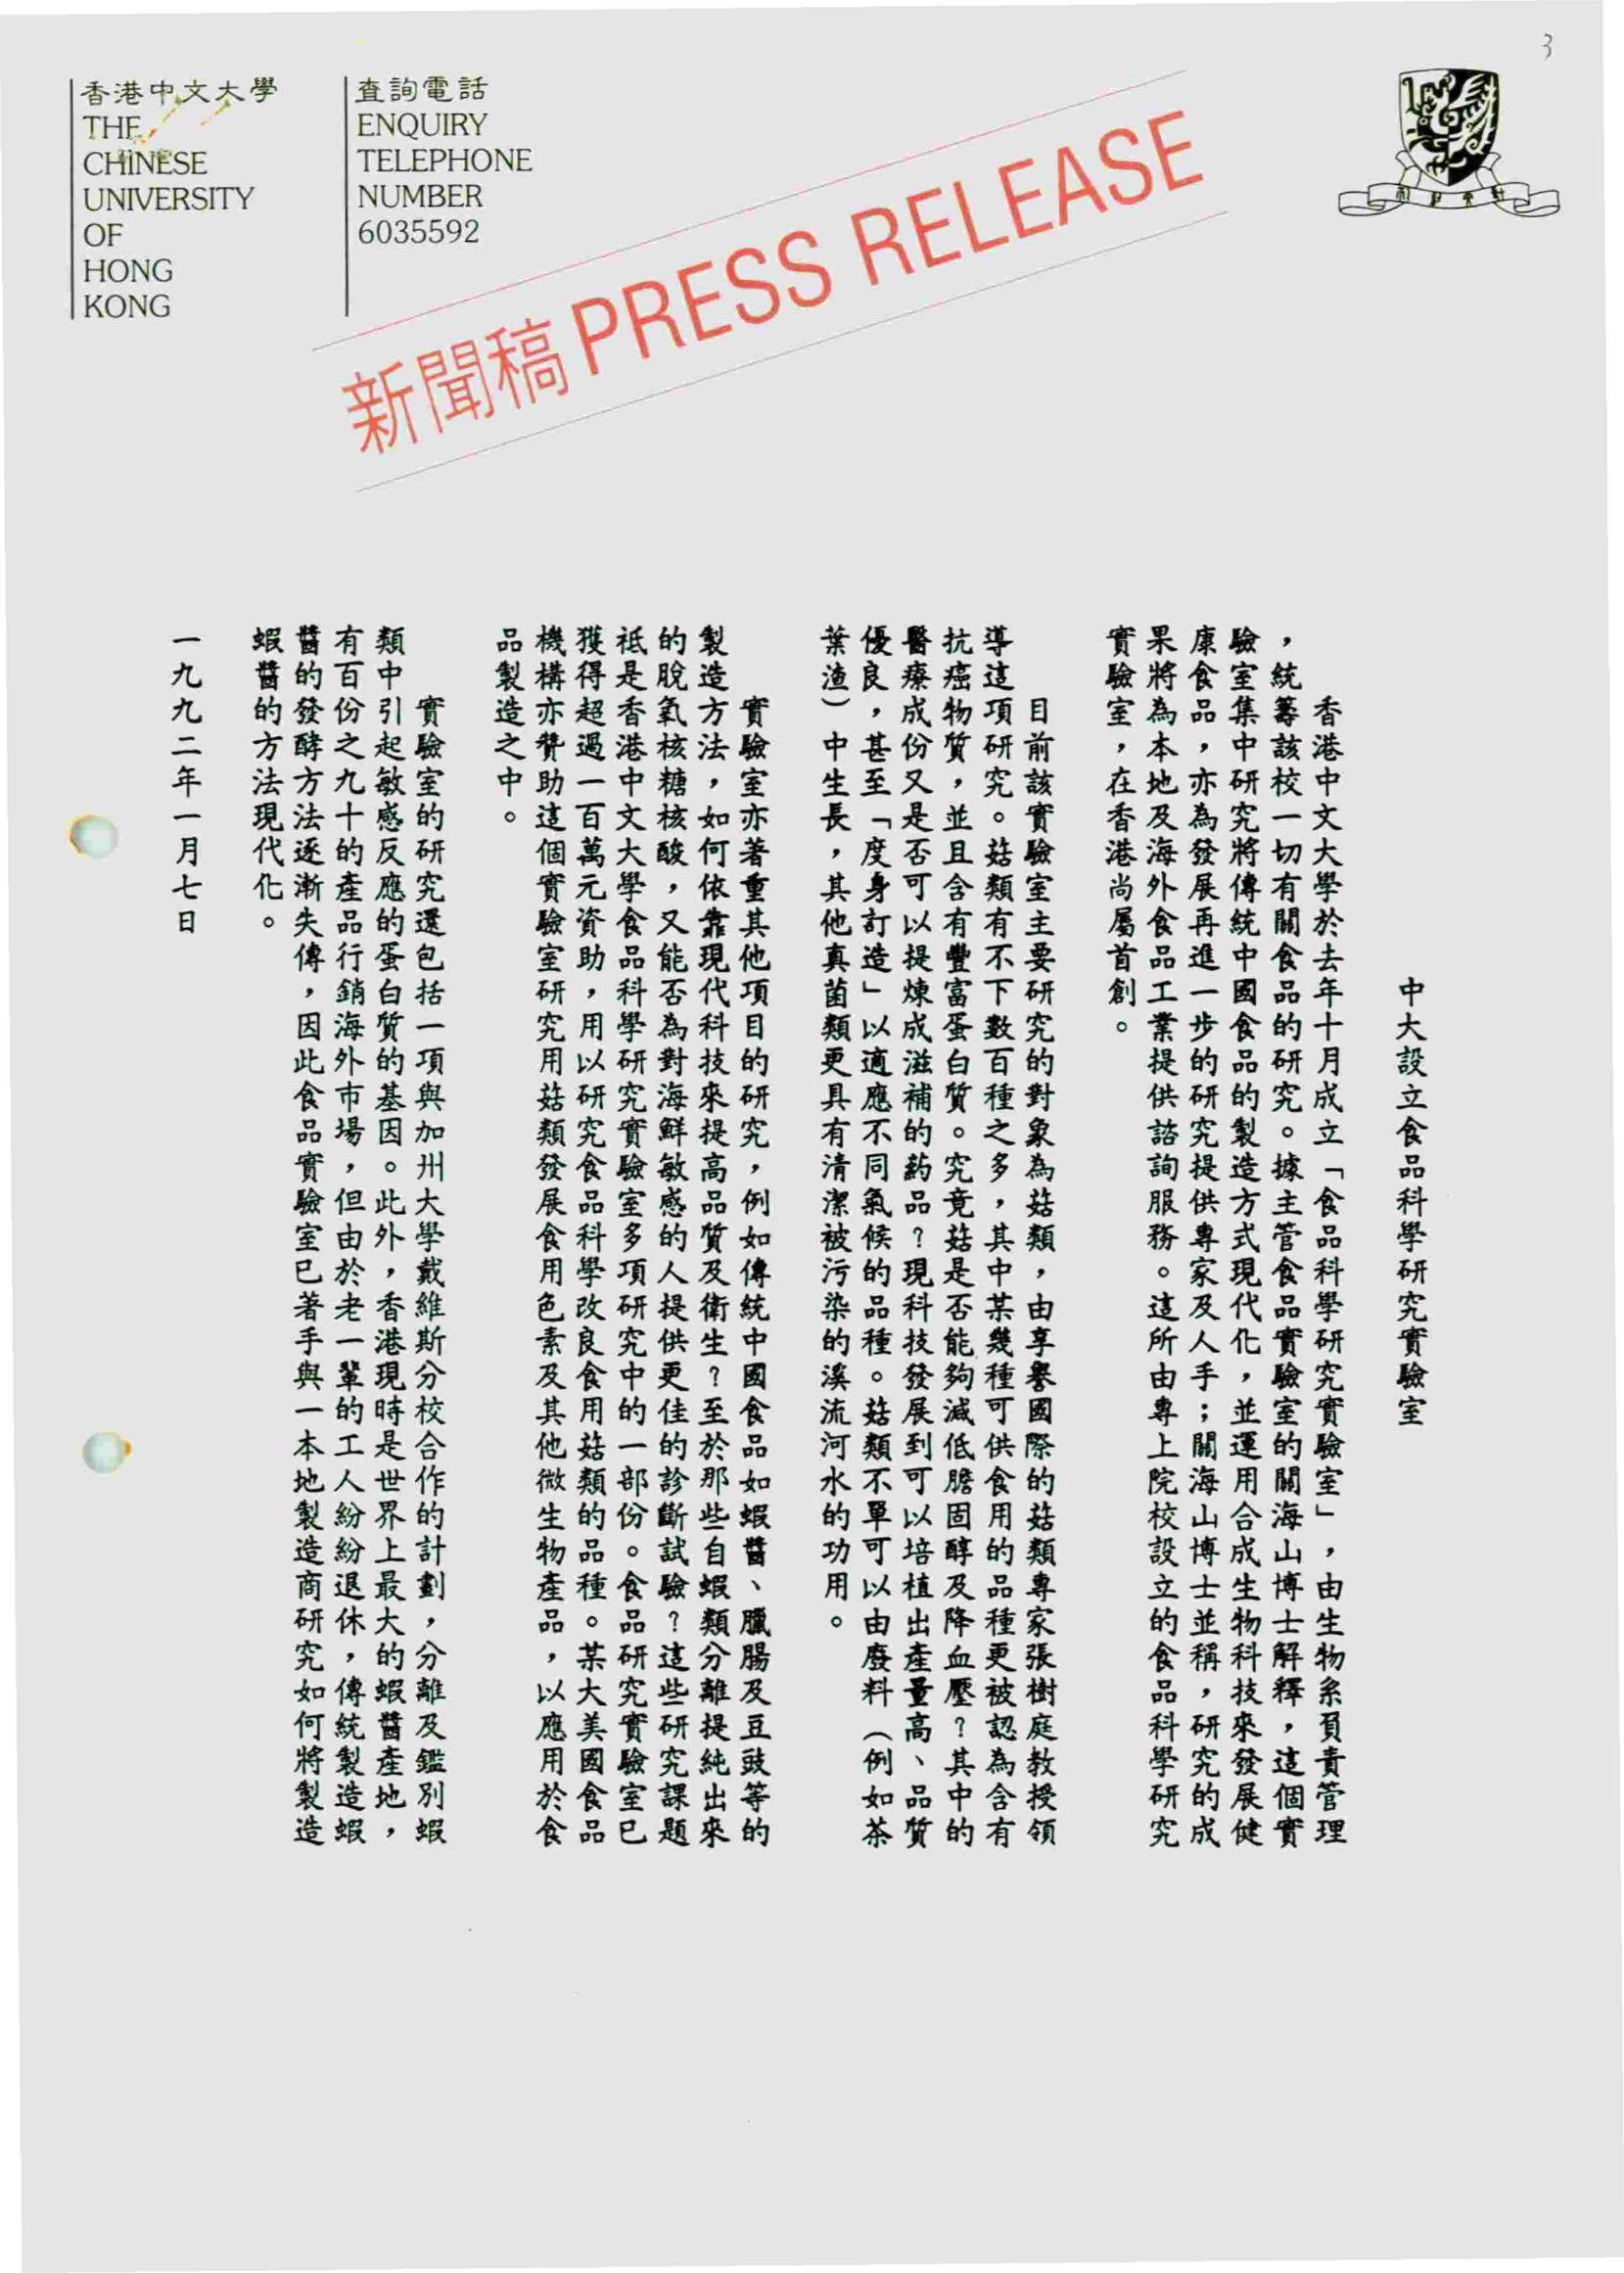 3
香港中文大學
THE
CHINESE
UNIVERSITY
OF
HONG
KONG
查詢電話
ENQUIRY
TELEPHONE
NUMBER
6035592
新聞稿 PRESS RELEASE
中大設立食品科學研究實驗室
香港中文大學於去年十月成立「食品科學研究實驗室」，由生物系負責管理
，統籌該校一切有關食品的研究。據主管食品實驗室的關海山博士解釋，這個實
驗室集中研究將傳統中國食品的製造方式現代化，並運用合成生物科技來發展健
康食品，亦為發展再進一步的研究提供專家及人手；關海山博士並稱，研究的成
果將為本地及海外食品工業提供諮詢服務。這所由專上院校設立的食品科學研究
實驗室，在香港尚屬首創。
目前該實驗室主要研究的對象為菇類，由享譽國際的菇類專家張樹庭教授領
導這項研究。菇類有不下數百種之多，其中某幾種可供食用的品種更被認為含有
抗癌物質，並且含有豐富蛋白質。究竟菇是否能夠減低膽固醇及降血壓？其中的
醫療成份又是否可以提煉成滋補的葯品？現科技發展到可以培植出產量高、品質
優良，甚至「度身訂造」以適應不同氣候的品種。菇類不單可以由廢料（例如茶
葉渣）中生長，其他真菌類更具有清潔被污染的溪流河水的功用。
實驗室亦著重其他項目的研究，例如傳統中國食品如蝦醬、臘腸及豆豉等的
製造方法，如何依靠現代科技來提高品質及衛生？至於那些自蝦類分離提純出來
的脫氧核糖核酸，又能否為對海鮮敏感的人提供更佳的診斷試驗？這些研究課題
祗是香港中文大學食品科學研究實驗室多項研究中的一部份。食品研究實驗室已
獲得超過一百萬元資助，用以研究食品科學改良食用菇類的品種。某大美國食品
機構亦贊助這個實驗室研究用菇類發展食用色素及其他微生物產品，以應用於食
品製造之中。
實驗室的研究還包括一項與加州大學戴維斯分校合作的計劃，分離及鑑別蝦
類中引起敏感反應的蛋白質的基因。此外，香港現時是世界上最大的蝦醬產地，
有百份之九十的產品行銷海外市場，但由於老一輩的工人紛紛退休，傳統製造蝦
醬的發酵方法逐漸失傳，因此食品實驗室已著手與一本地製造商研究如何將製造
蝦醬的方法現代化。
一九九二年一月七日